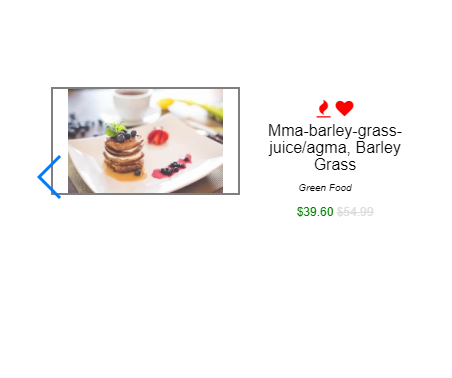 Mma-barley-grass-
juice/agma, Barley
Grass
Green Food
$39.60 $54.99